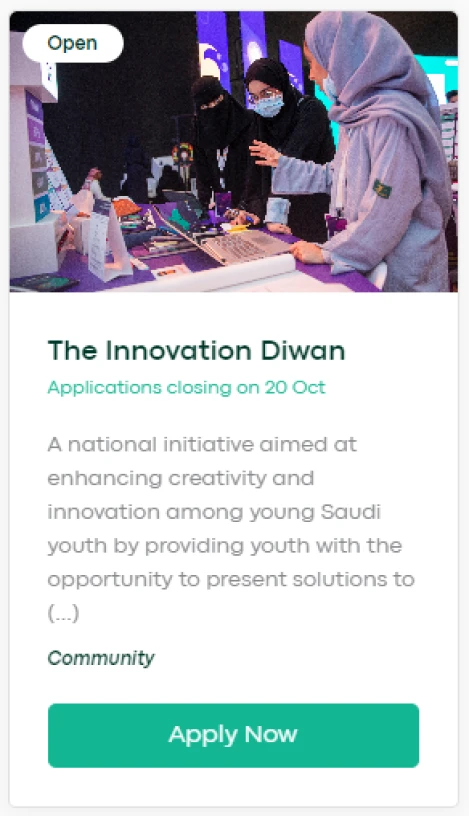 Open
The Innovation Diwan
Applications closing on 20 Oct
A national initiative aimed at
enhancing creativity and
innovation among young Saudi
youth by providing youth with the
opportunity to present solutions to
(...)
Community
Apply Now